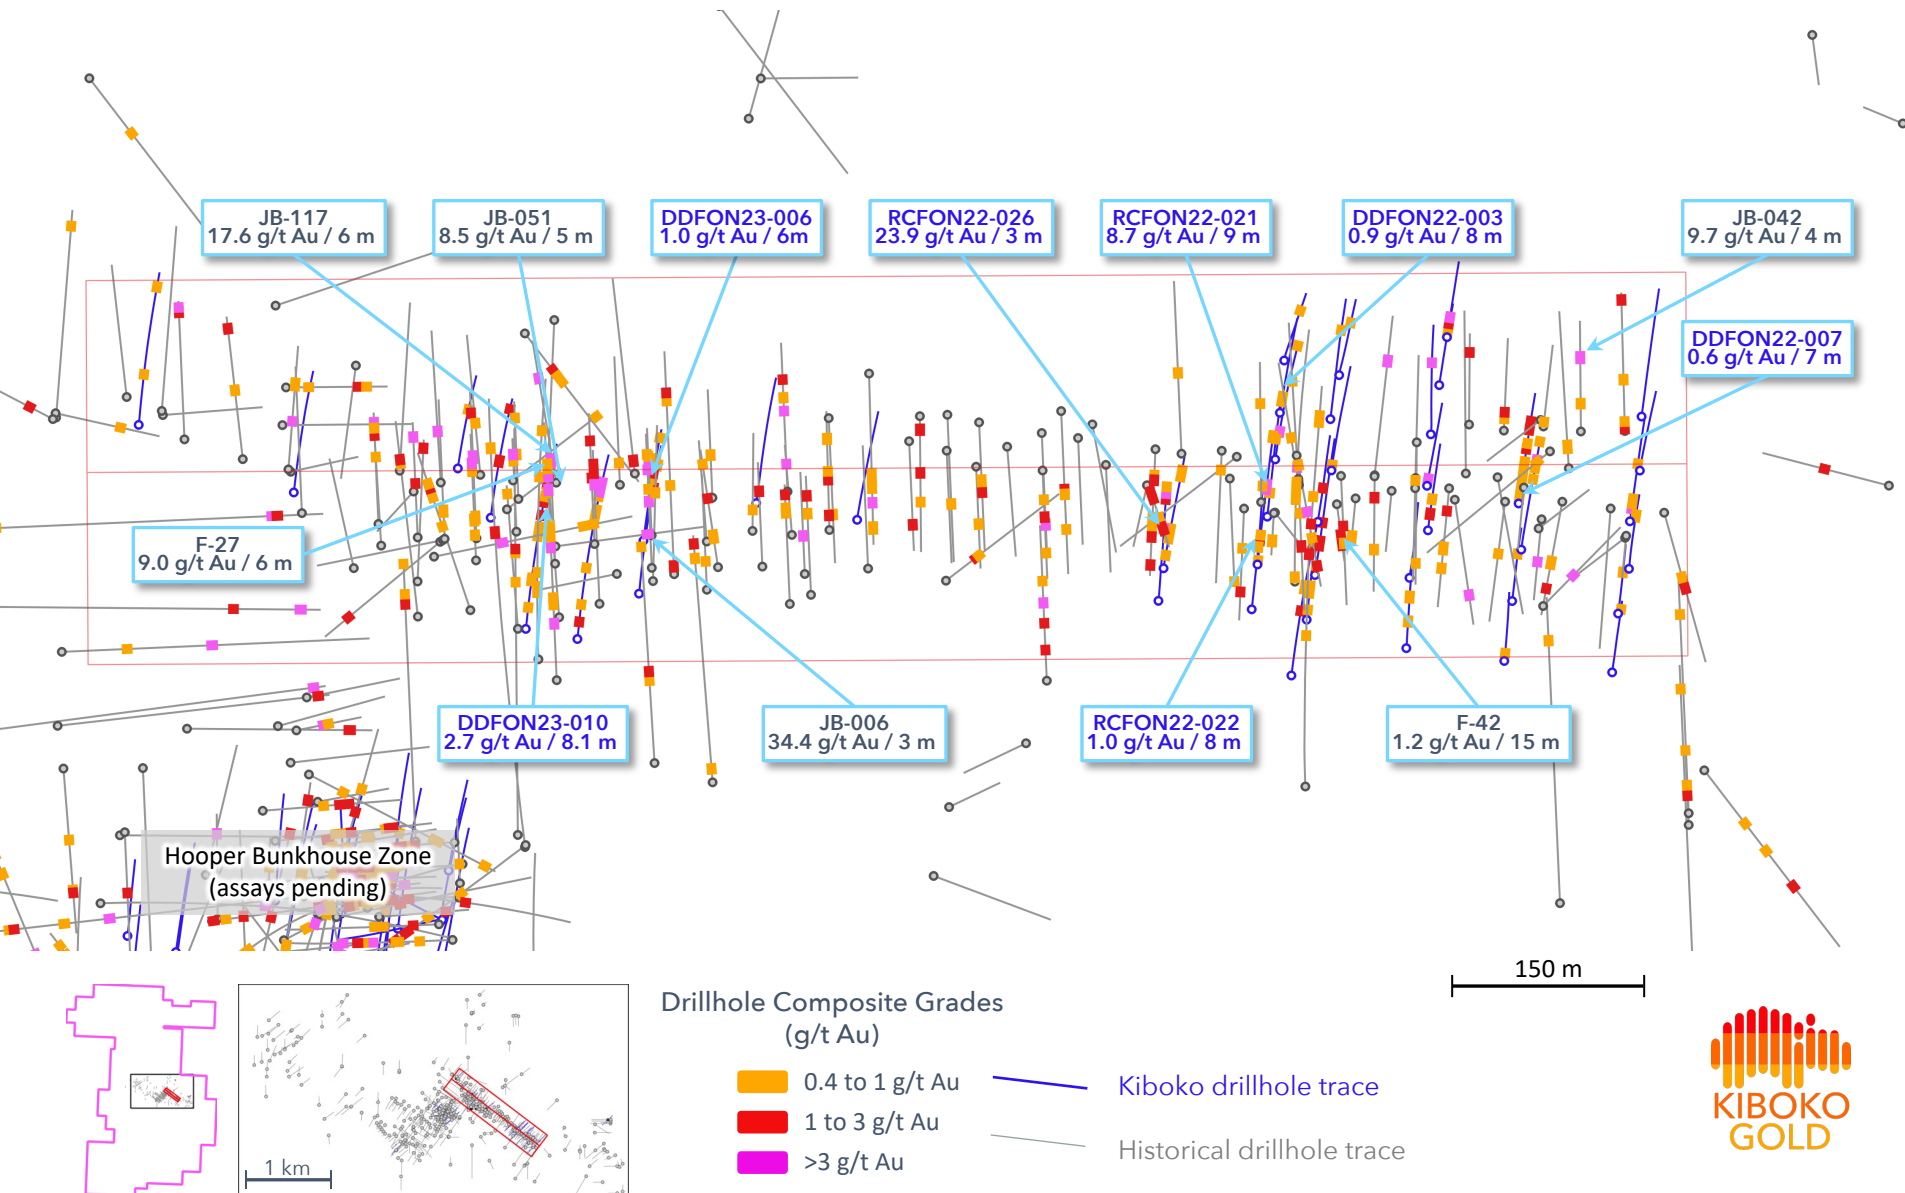 JB-117
17.6 g/t Au / 6 m
JB-051
8.5 g/t Au / 5 m
DDFON23-006
1.0 g/t Au / 6m
RCFON22-026
23.9 g/t Au / 3 m
RCFON22-021
8.7 g/t Au / 9 m
DDFON22-003
0.9 g/t Au / 8 m
JB-042
9.7 g/t Au / 4 m
DDFON22-007
0.6 g/t Au / 7 m
F-27
9.0 g/t Au / 6 m
DDFON23-010
2.7 g/t Au / 8.1 m
JB-006
34.4 g/t Au / 3 m
RCFON22-022
1.0 g/t Au / 8 m
F-42
1.2 g/t Au / 15 m
Hooper Bunkhouse Zone
(assays pending)
150 m
1 km
Drillhole Composite Grades
(g/t Au)
0.4 to 1 g/t Au
1 to 3 g/t Au
>3 g/t Au
Kiboko drillhole trace
Historical drillhole trace
KIBOKO
GOLD